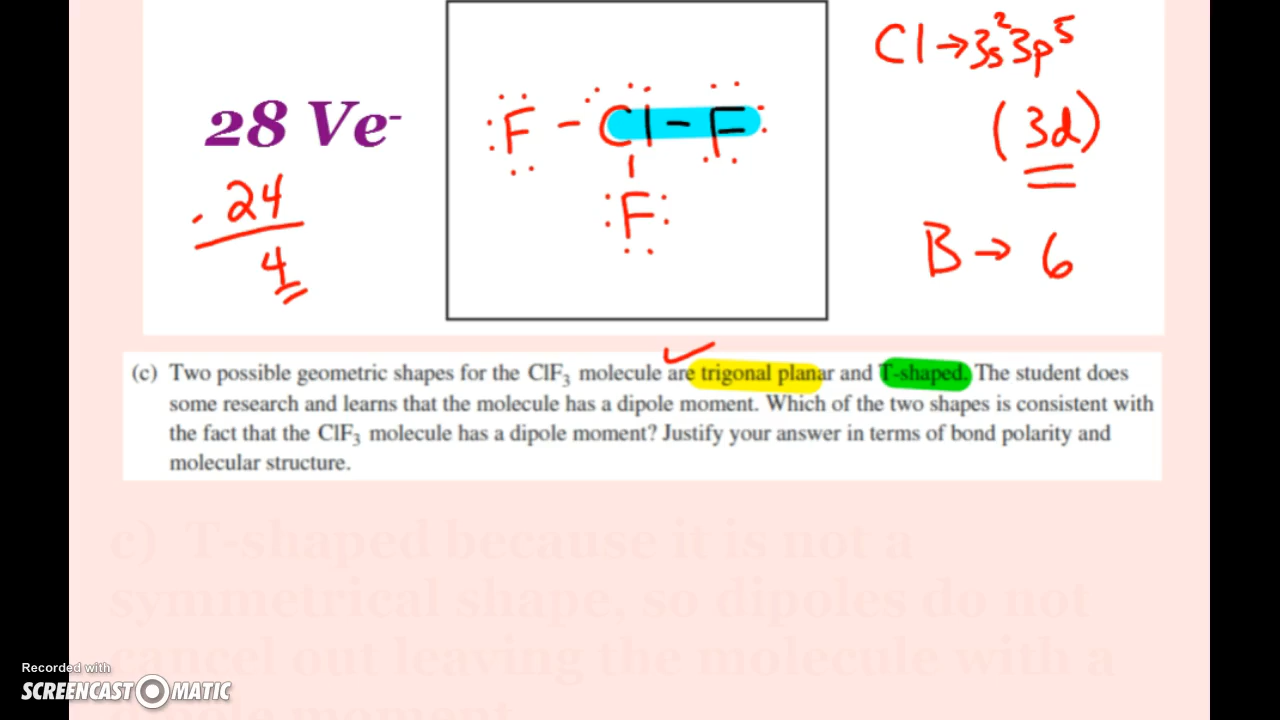 Cl → 3s²3p⁵
28 Ve⁻
F - Cl - F
(3d)
- 24
F
4
B → 6
(c) Two possible geometric shapes for the ClF₃ molecule are trigonal planar and T-shaped. The student does
some research and learns that the molecule has a dipole moment. Which of the two shapes is consistent with
the fact that the ClF₃ molecule has a dipole moment? Justify your answer in terms of bond polarity and
molecular structure.
c) T-shaped because it is not a
symmetrical shape, so dipoles do not
cancel out leaving the molecule with a
dipole moment
Recorded with
SCREENCAST O MATIC